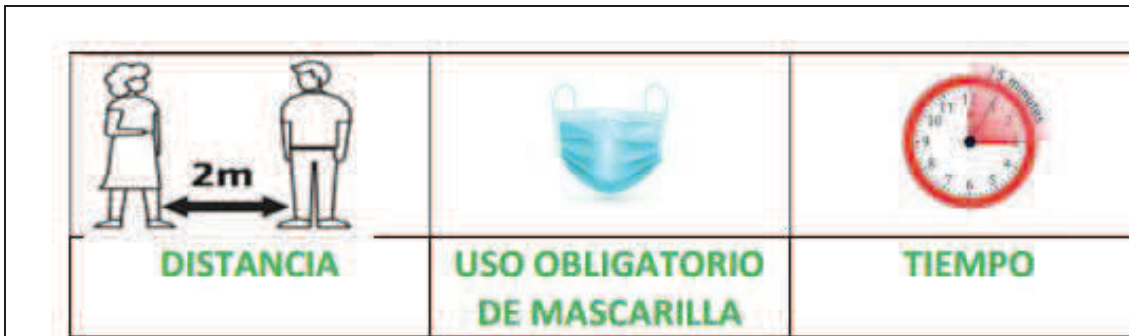 2m
15 minutos
DISTANCIA
USO OBLIGATORIO
DE MASCARILLA
TIEMPO